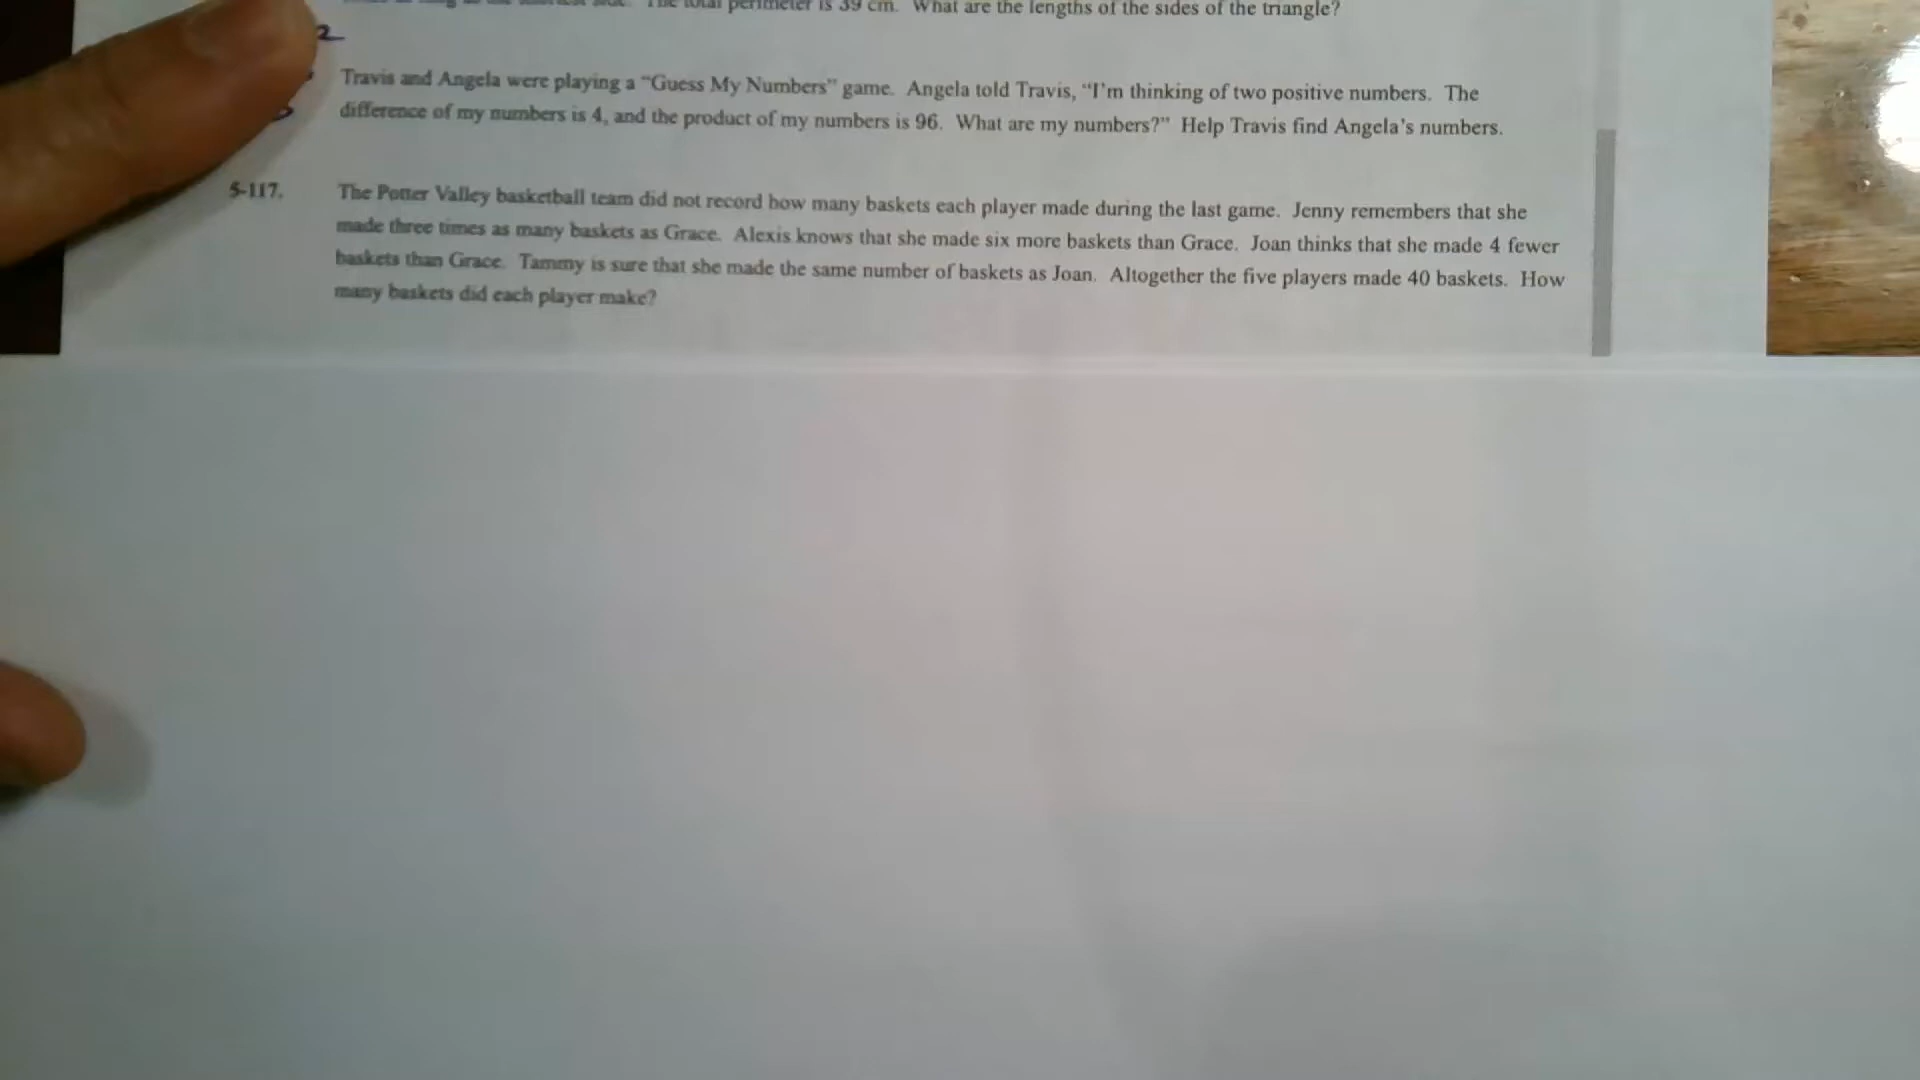 The total perimeter is 39 cm. What are the lengths of the sides of the triangle?
2
Travis and Angela were playing a “Guess My Numbers” game. Angela told Travis, “I’m thinking of two positive numbers. The
difference of my numbers is 4, and the product of my numbers is 96. What are my numbers?” Help Travis find Angela’s numbers.
5-117. The Potter Valley basketball team did not record how many baskets each player made during the last game. Jenny remembers that she
made three times as many baskets as Grace. Alexis knows that she made six more baskets than Grace. Joan thinks that she made 4 fewer
baskets than Grace. Tammy is sure that she made the same number of baskets as Joan. Altogether the five players made 40 baskets. How
many baskets did each player make?